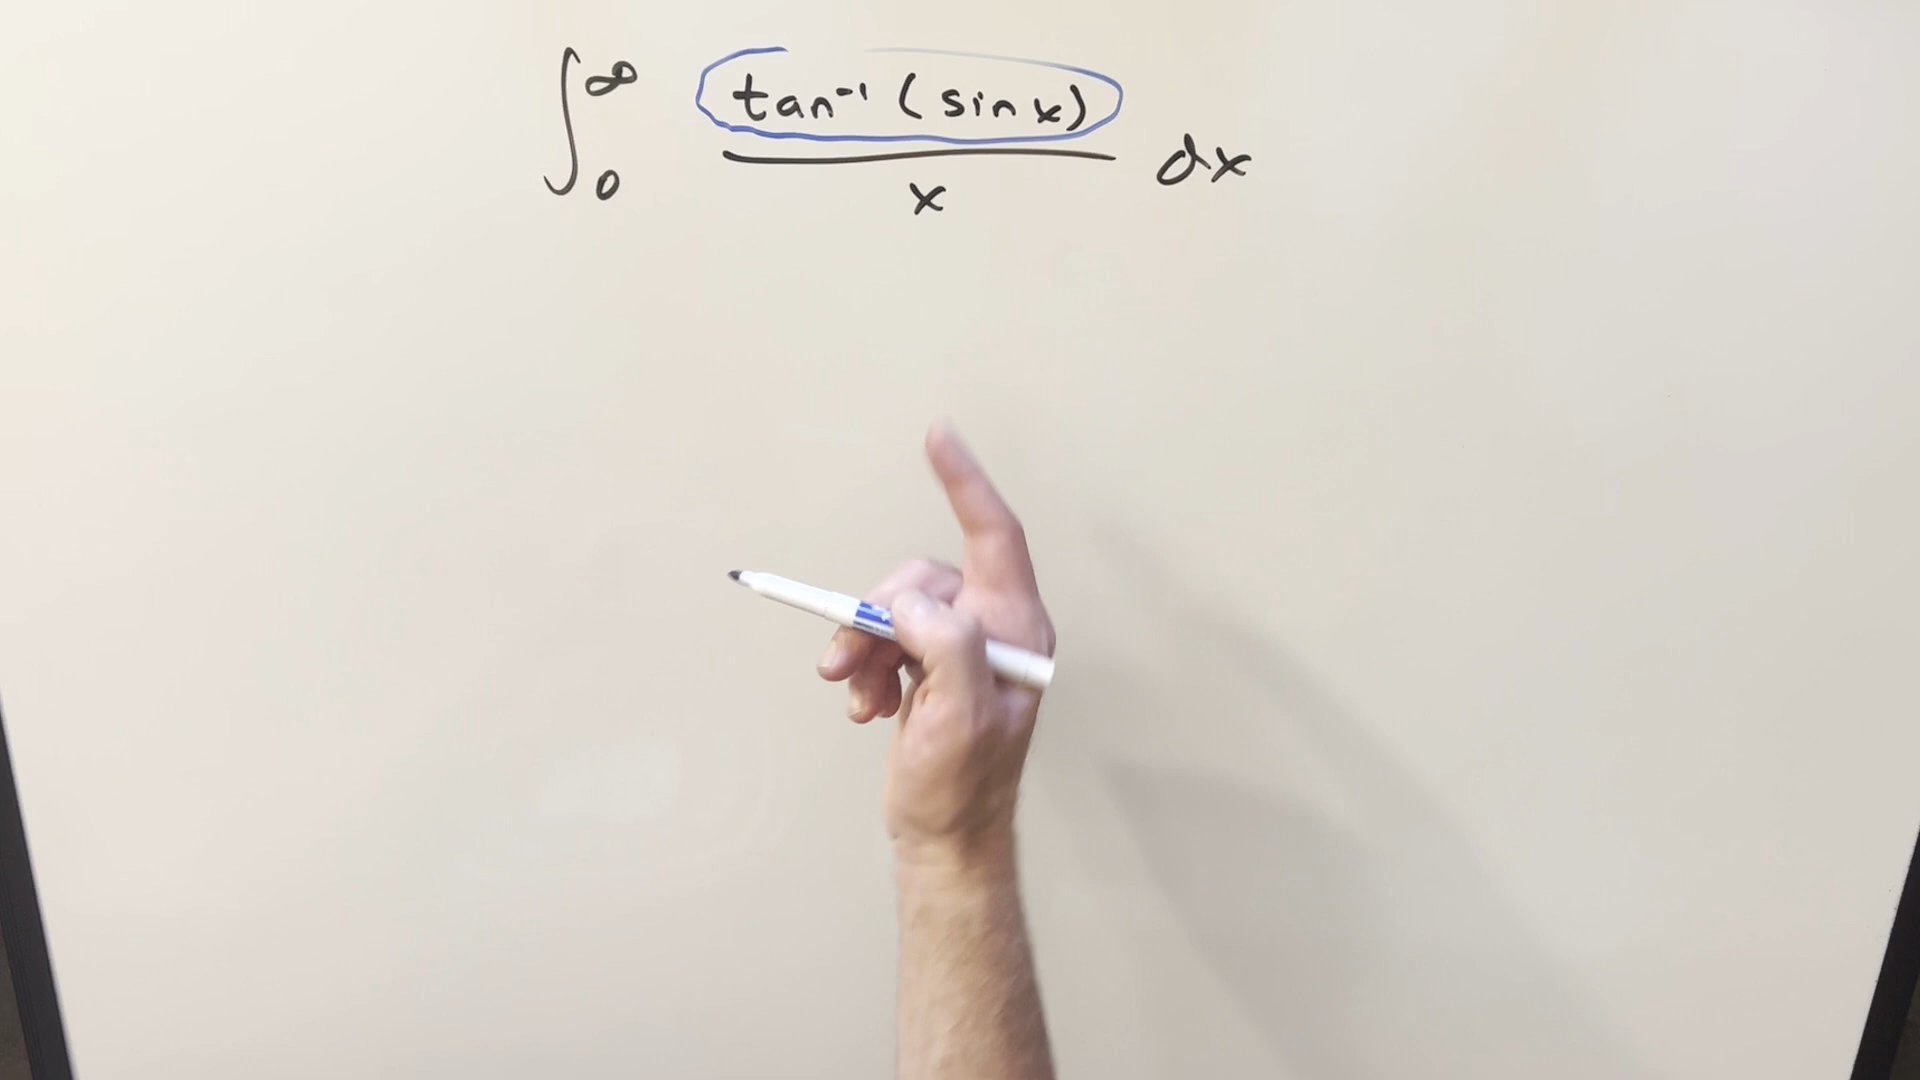 ∫₀^∞ tan⁻¹(sin x) / x dx